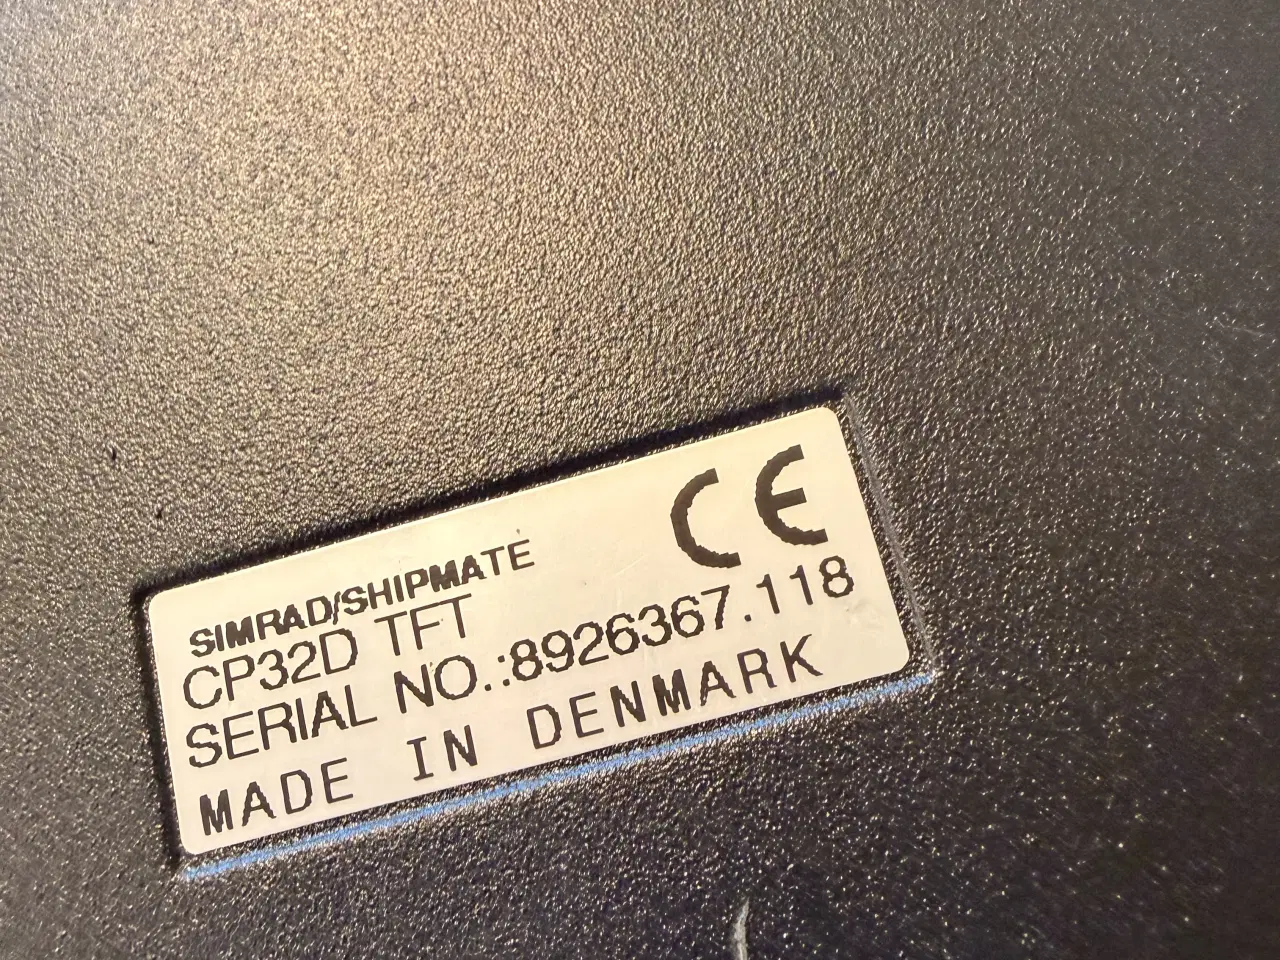 CE
SIMRAD/SHIPMATE
CP32D TFT
SERIAL NO.:8926367.118
MADE IN DENMARK